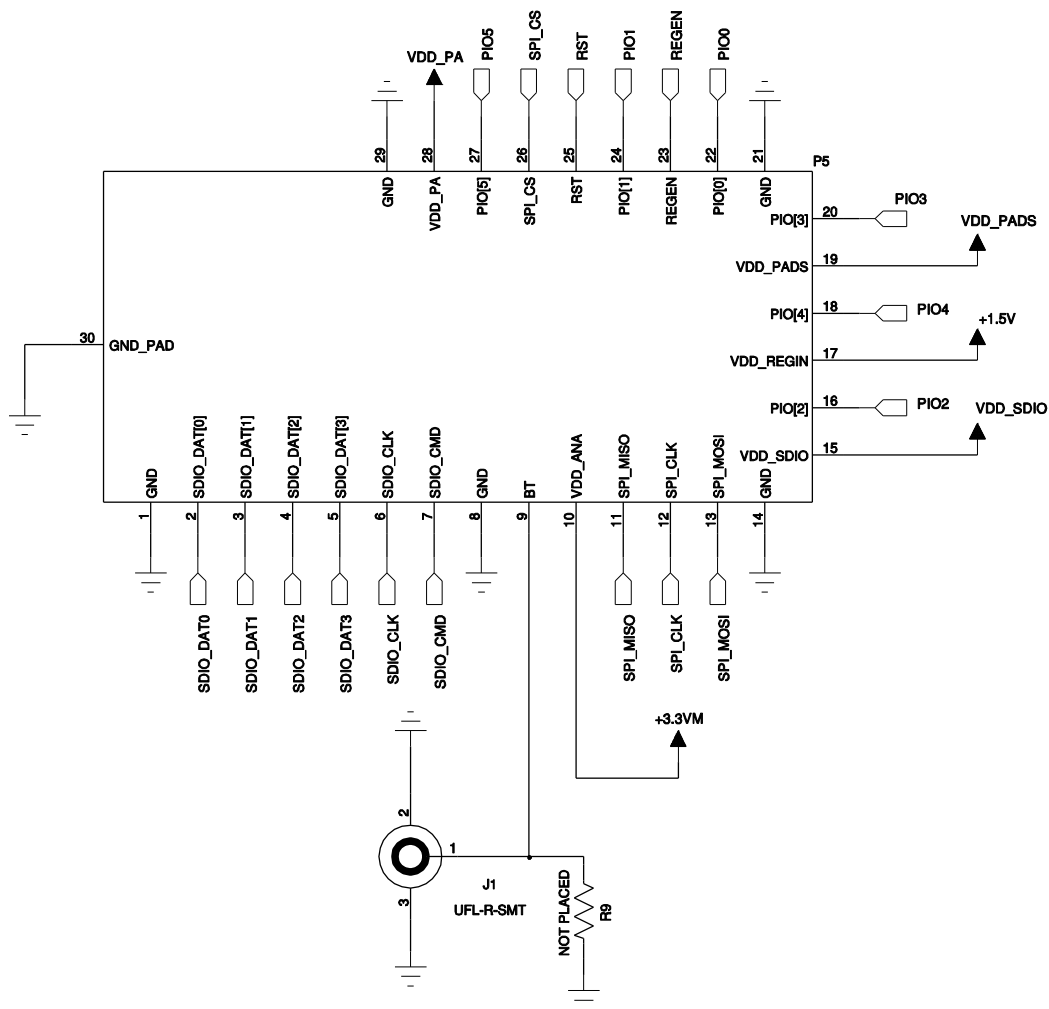 VDD_PA
PIO5
SPI_CS
RST
PIO1
REGEN
PIO0
29
28
27
26
25
24
23
22
21
P5
GND
VDD_PA
PIO[5]
SPI_CS
RST
PIO[1]
REGEN
PIO[0]
GND
PIO[3]
20
PIO3
VDD_PADS
VDD_PADS
19
PIO[4]
18
PIO4
+1.5V
VDD_REGIN
17
PIO[2]
16
PIO2
VDD_SDIO
VDD_SDIO
15
30
GND_PAD
GND
SDIO_DAT[0]
SDIO_DAT[1]
SDIO_DAT[2]
SDIO_DAT[3]
SDIO_CLK
SDIO_CMD
GND
BT
VDD_ANA
SPI_MISO
SPI_CLK
SPI_MOSI
GND
1
2
3
4
5
6
7
8
9
10
11
12
13
14
SDIO_DAT0
SDIO_DAT1
SDIO_DAT2
SDIO_DAT3
SDIO_CLK
SDIO_CMD
SPI_MISO
SPI_CLK
SPI_MOSI
+3.3VM
2
1
3
J1
UFL-R-SMT
NOT PLACED
R9